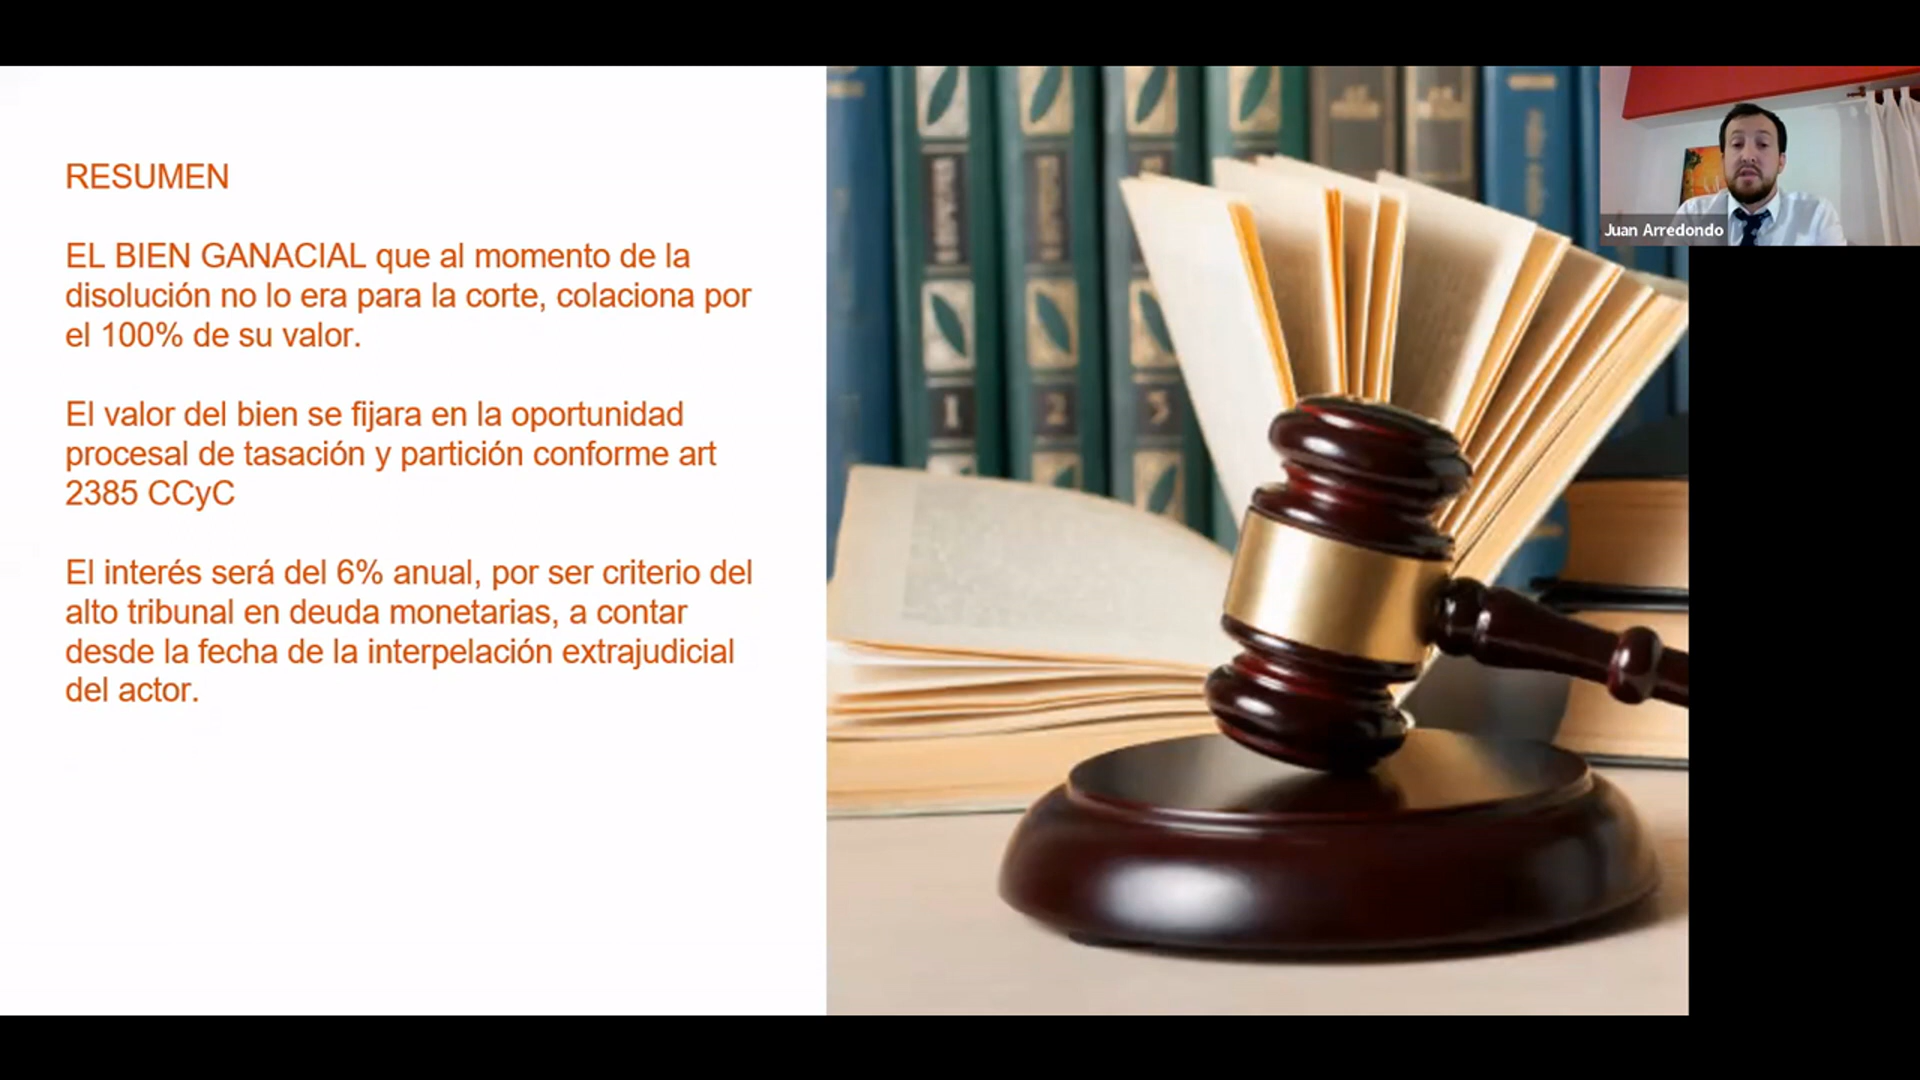 RESUMEN
EL BIEN GANACIAL que al momento de la
disolución no lo era para la corte, colaciona por
el 100% de su valor.
El valor del bien se fijara en la oportunidad
procesal de tasación y partición conforme art
2385 CCyC
El interés será del 6% anual, por ser criterio del
alto tribunal en deuda monetarias, a contar
desde la fecha de la interpelación extrajudicial
del actor.
Juan Arredondo
1
2
3